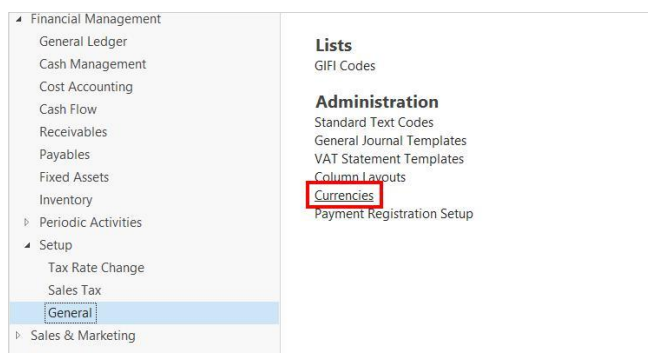 Financial Management
General Ledger
Cash Management
Cost Accounting
Cash Flow
Receivables
Payables
Fixed Assets
Inventory
Periodic Activities
Setup
Tax Rate Change
Sales Tax
General
Sales & Marketing
Lists
GIFI Codes
Administration
Standard Text Codes
General Journal Templates
VAT Statement Templates
Column Layouts
Currencies
Payment Registration Setup